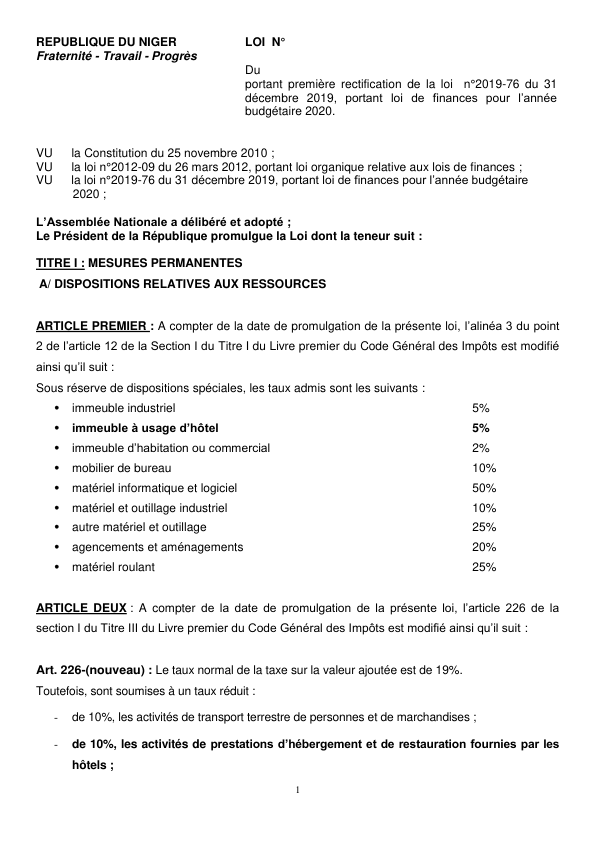 REPUBLIQUE DU NIGER
Fraternité - Travail - Progrès
LOI N°
Du
portant première rectification de la loi n°2019-76 du 31
décembre 2019, portant loi de finances pour l'année
budgétaire 2020.
VU la Constitution du 25 novembre 2010 ;
VU la loi n°2012-09 du 26 mars 2012, portant loi organique relative aux lois de finances ;
VU la loi n°2019-76 du 31 décembre 2019, portant loi de finances pour l'année budgétaire
2020 ;
L'Assemblée Nationale a délibéré et adopté ;
Le Président de la République promulgue la Loi dont la teneur suit :
TITRE I : MESURES PERMANENTES
A/ DISPOSITIONS RELATIVES AUX RESSOURCES
ARTICLE PREMIER : A compter de la date de promulgation de la présente loi, l'alinéa 3 du point
2 de l'article 12 de la Section I du Titre I du Livre premier du Code Général des Impôts est modifié
ainsi qu'il suit :
Sous réserve de dispositions spéciales, les taux admis sont les suivants :
• immeuble industriel 5%
• immeuble à usage d'hôtel 5%
• immeuble d'habitation ou commercial 2%
• mobilier de bureau 10%
• matériel informatique et logiciel 50%
• matériel et outillage industriel 10%
• autre matériel et outillage 25%
• agencements et aménagements 20%
• matériel roulant 25%
ARTICLE DEUX : A compter de la date de promulgation de la présente loi, l'article 226 de la
section I du Titre III du Livre premier du Code Général des Impôts est modifié ainsi qu'il suit :
Art. 226-(nouveau) : Le taux normal de la taxe sur la valeur ajoutée est de 19%.
Toutefois, sont soumises à un taux réduit :
- de 10%, les activités de transport terrestre de personnes et de marchandises ;
- de 10%, les activités de prestations d'hébergement et de restauration fournies par les
hôtels ;
1